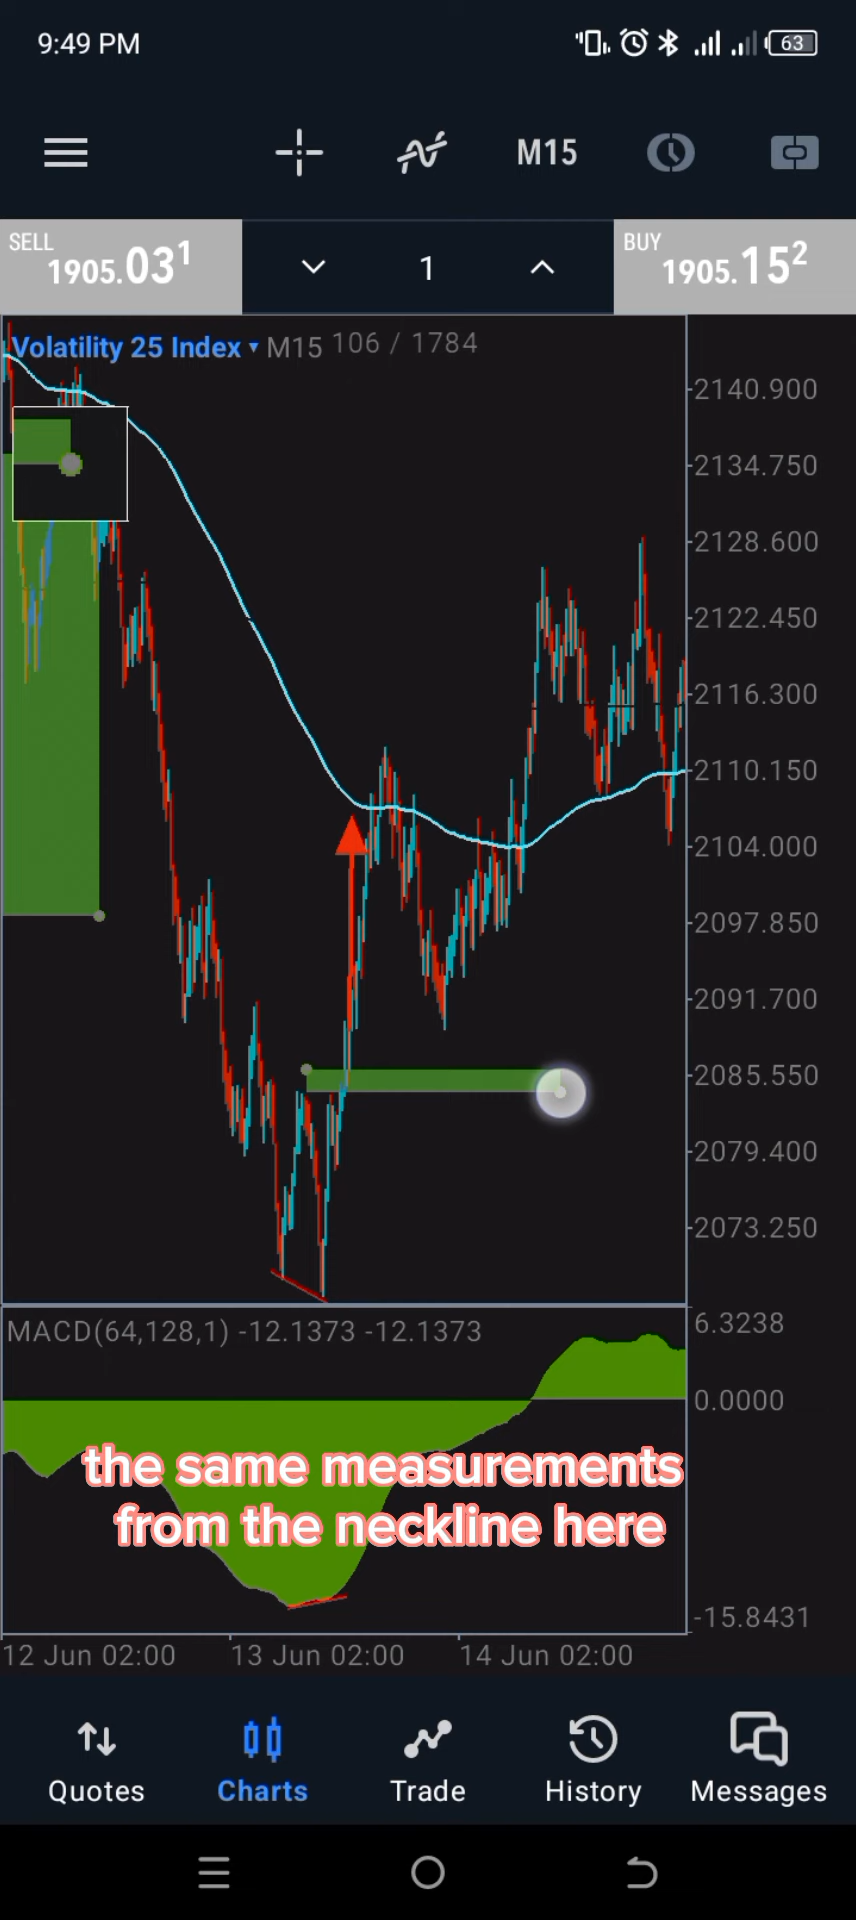 9:49 PM
63
M15
SELL
1905.03¹
1
BUY
1905.15²
Volatility 25 Index ▾ M15 106 / 1784
2140.900
2134.750
2128.600
2122.450
2116.300
2110.150
2104.000
2097.850
2091.700
2085.550
2079.400
2073.250
MACD(64,128,1) -12.1373 -12.1373
6.3238
0.0000
the same measurements
from the neckline here
-15.8431
12 Jun 02:00
13 Jun 02:00
14 Jun 02:00
Quotes
Charts
Trade
History
Messages